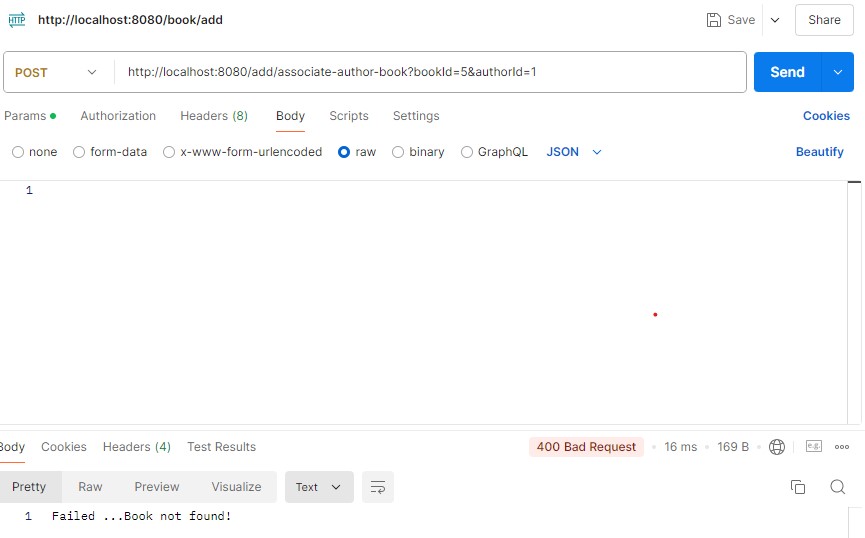 HTTP http://localhost:8080/book/add Save Share
POST http://localhost:8080/add/associate-author-book?bookId=5&authorId=1 Send
Params Authorization Headers (8) Body Scripts Settings Cookies
none form-data x-www-form-urlencoded raw binary GraphQL JSON Beautify
1
Body Cookies Headers (4) Test Results 400 Bad Request 16 ms 169 B e.g.
Pretty Raw Preview Visualize Text
1 Failed ...Book not found!